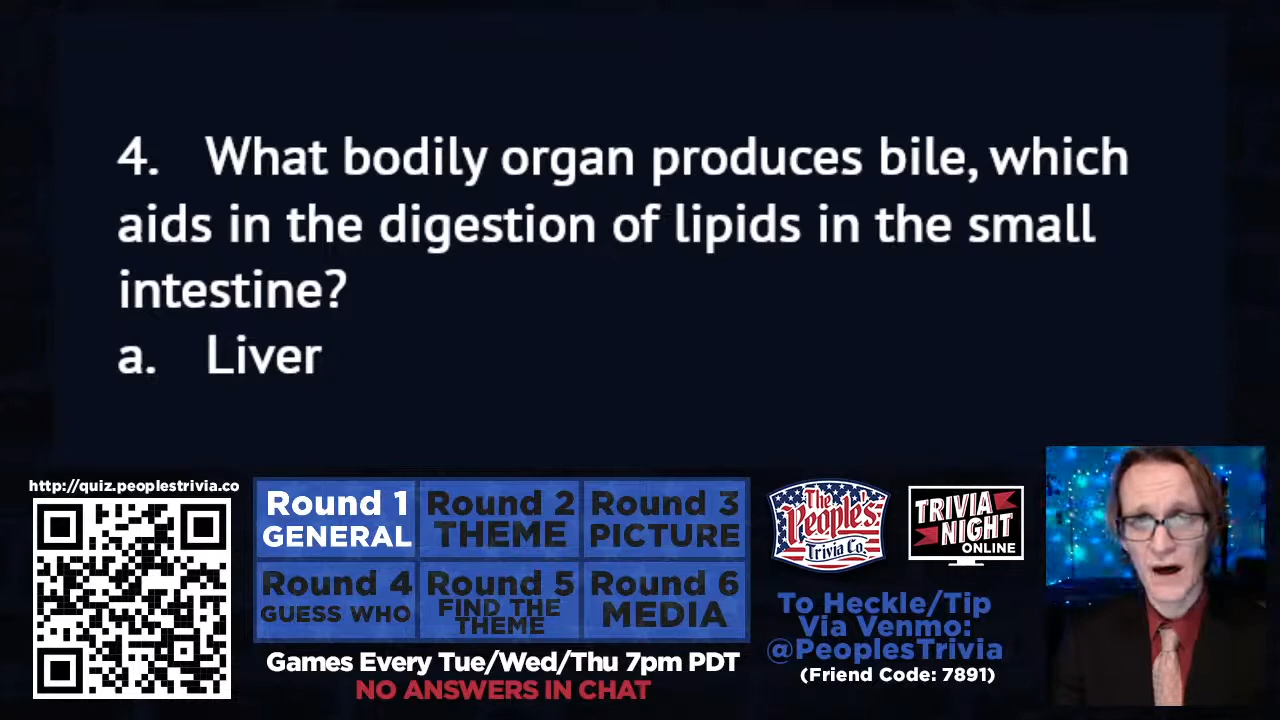 4. What bodily organ produces bile, which
aids in the digestion of lipids in the small
intestine?
a. Liver
http://quiz.peoplestrivia.co
Round 1
GENERAL
Round 2
THEME
Round 3
PICTURE
Round 4
GUESS WHO
Round 5
FIND THE
THEME
Round 6
MEDIA
Games Every Tue/Wed/Thu 7pm PDT
NO ANSWERS IN CHAT
The
People's
Trivia Co.
TRIVIA
NIGHT
ONLINE
To Heckle/Tip
Via Venmo:
@PeoplesTrivia
(Friend Code: 7891)